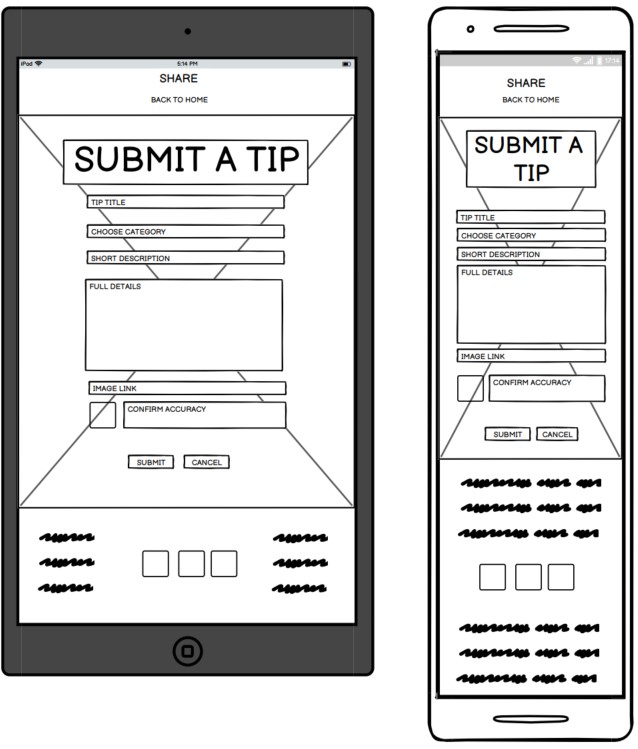 iPad 5:14 PM
SHARE
BACK TO HOME
SUBMIT A TIP
TIP TITLE
CHOOSE CATEGORY
SHORT DESCRIPTION
FULL DETAILS
IMAGE LINK
CONFIRM ACCURACY
SUBMIT CANCEL
17:14
SHARE
BACK TO HOME
SUBMIT A
TIP
TIP TITLE
CHOOSE CATEGORY
SHORT DESCRIPTION
FULL DETAILS
IMAGE LINK
CONFIRM ACCURACY
SUBMIT CANCEL